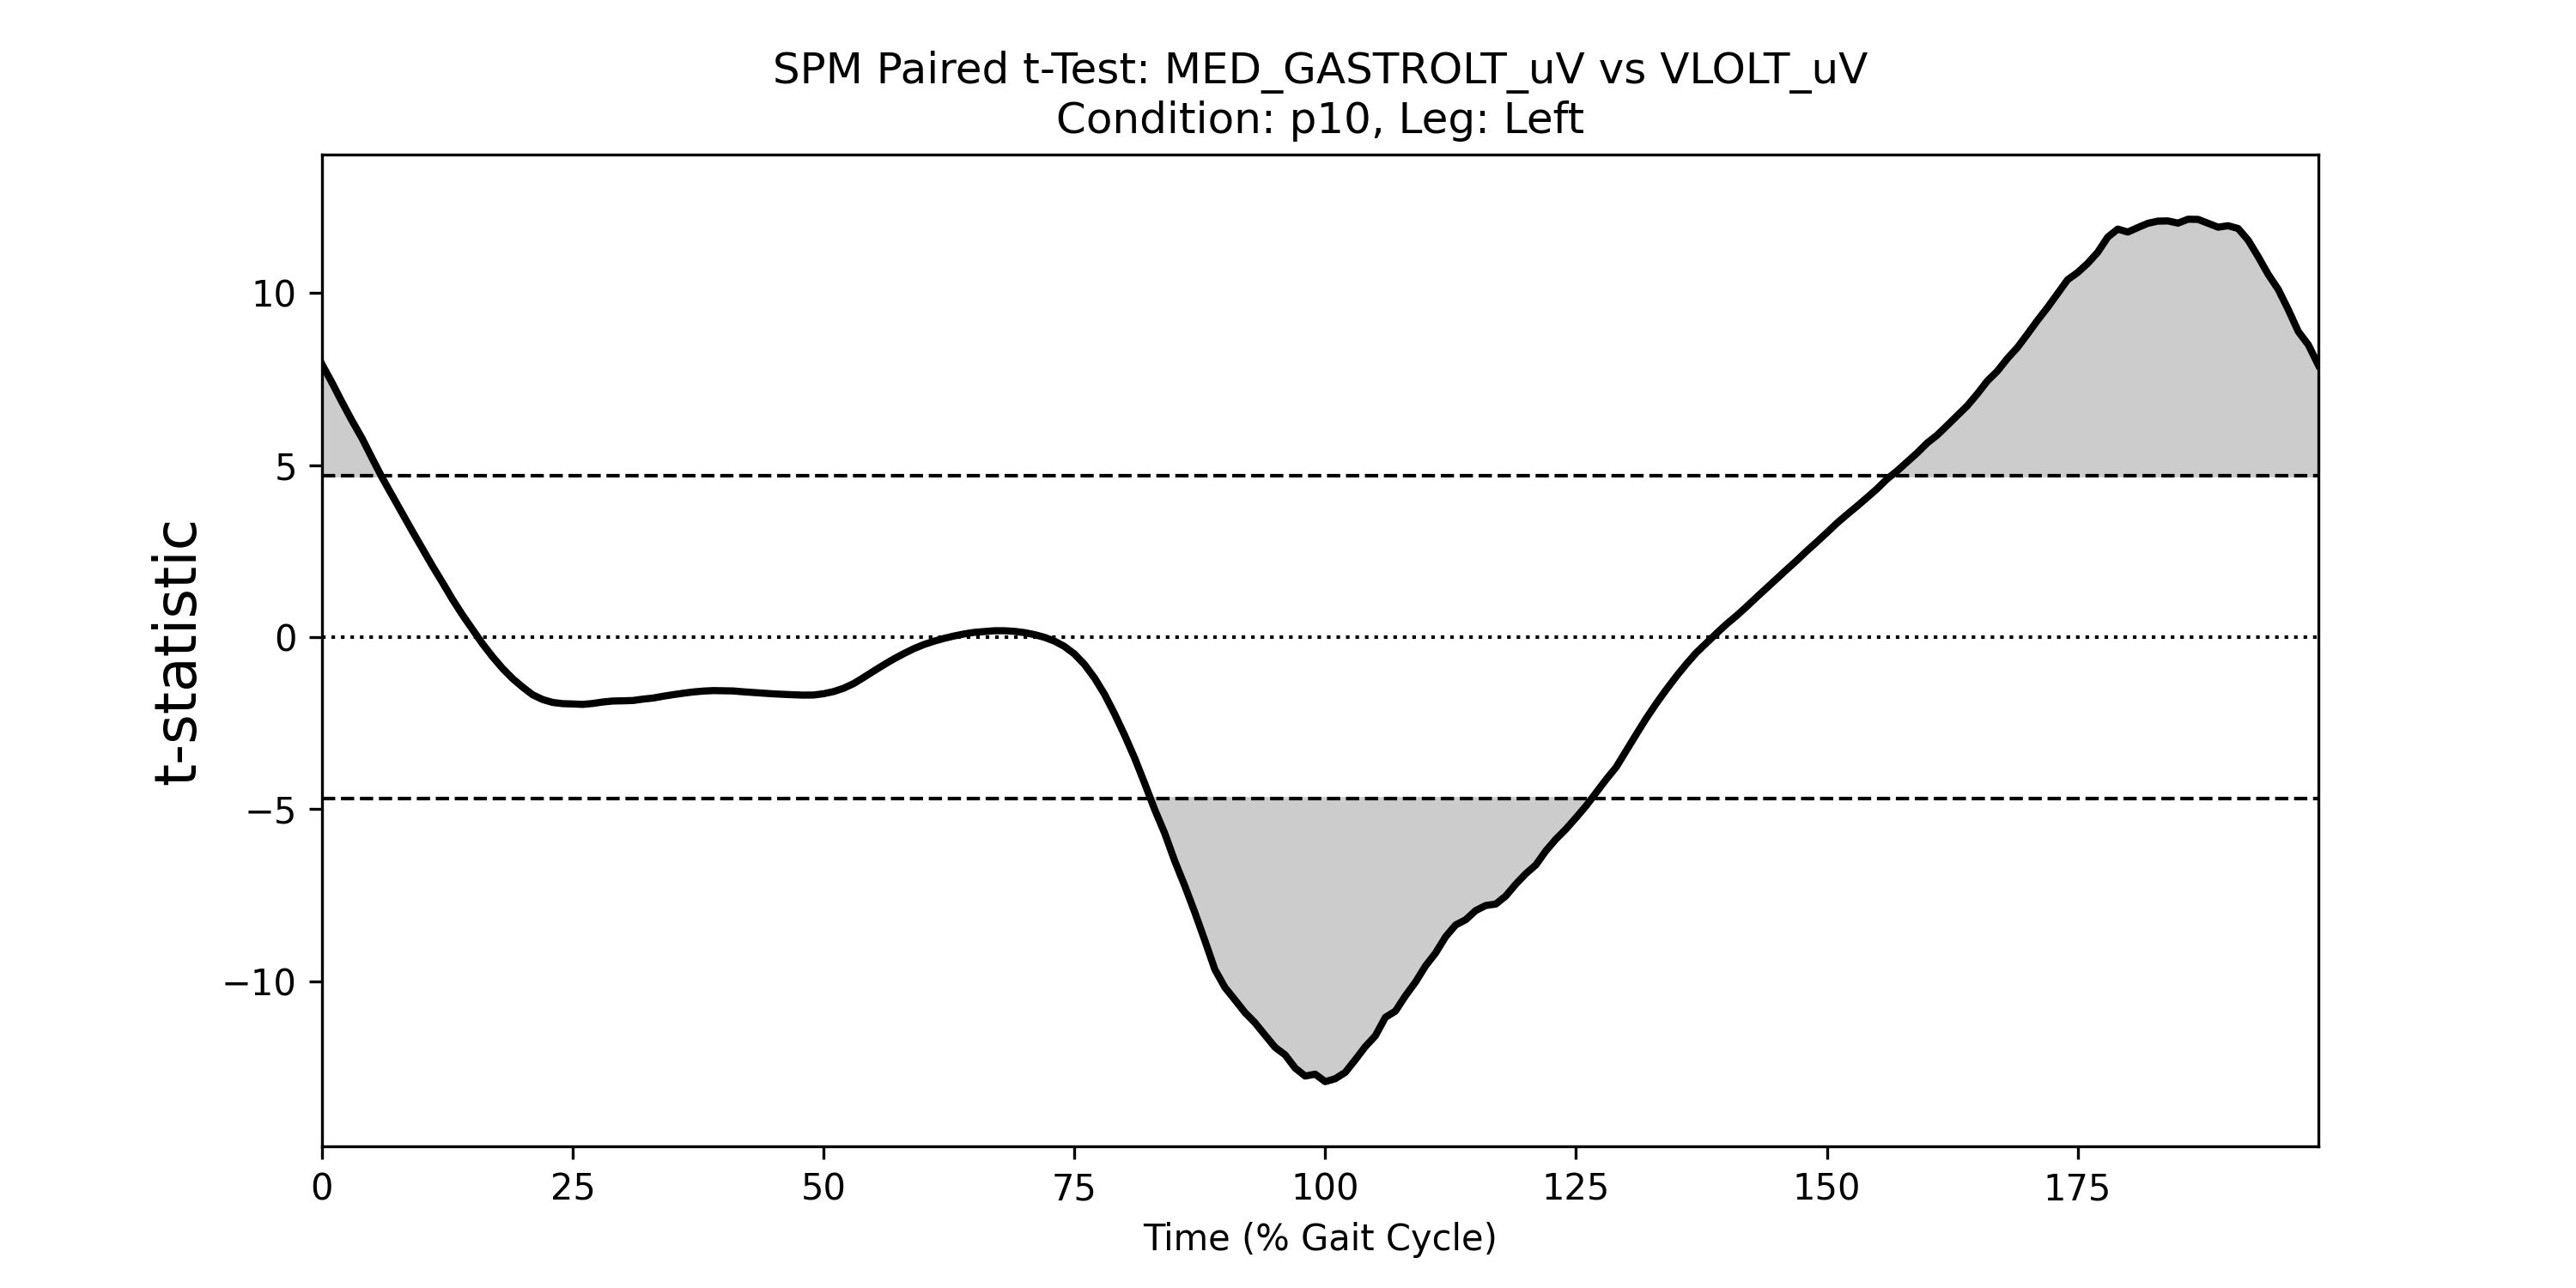 SPM Paired t-Test: MED_GASTROLT_uV vs VLOLT_uV
Condition: p10, Leg: Left
t-statistic
10
5
0
−5
−10
0 25 50 75 100 125 150 175
Time (% Gait Cycle)